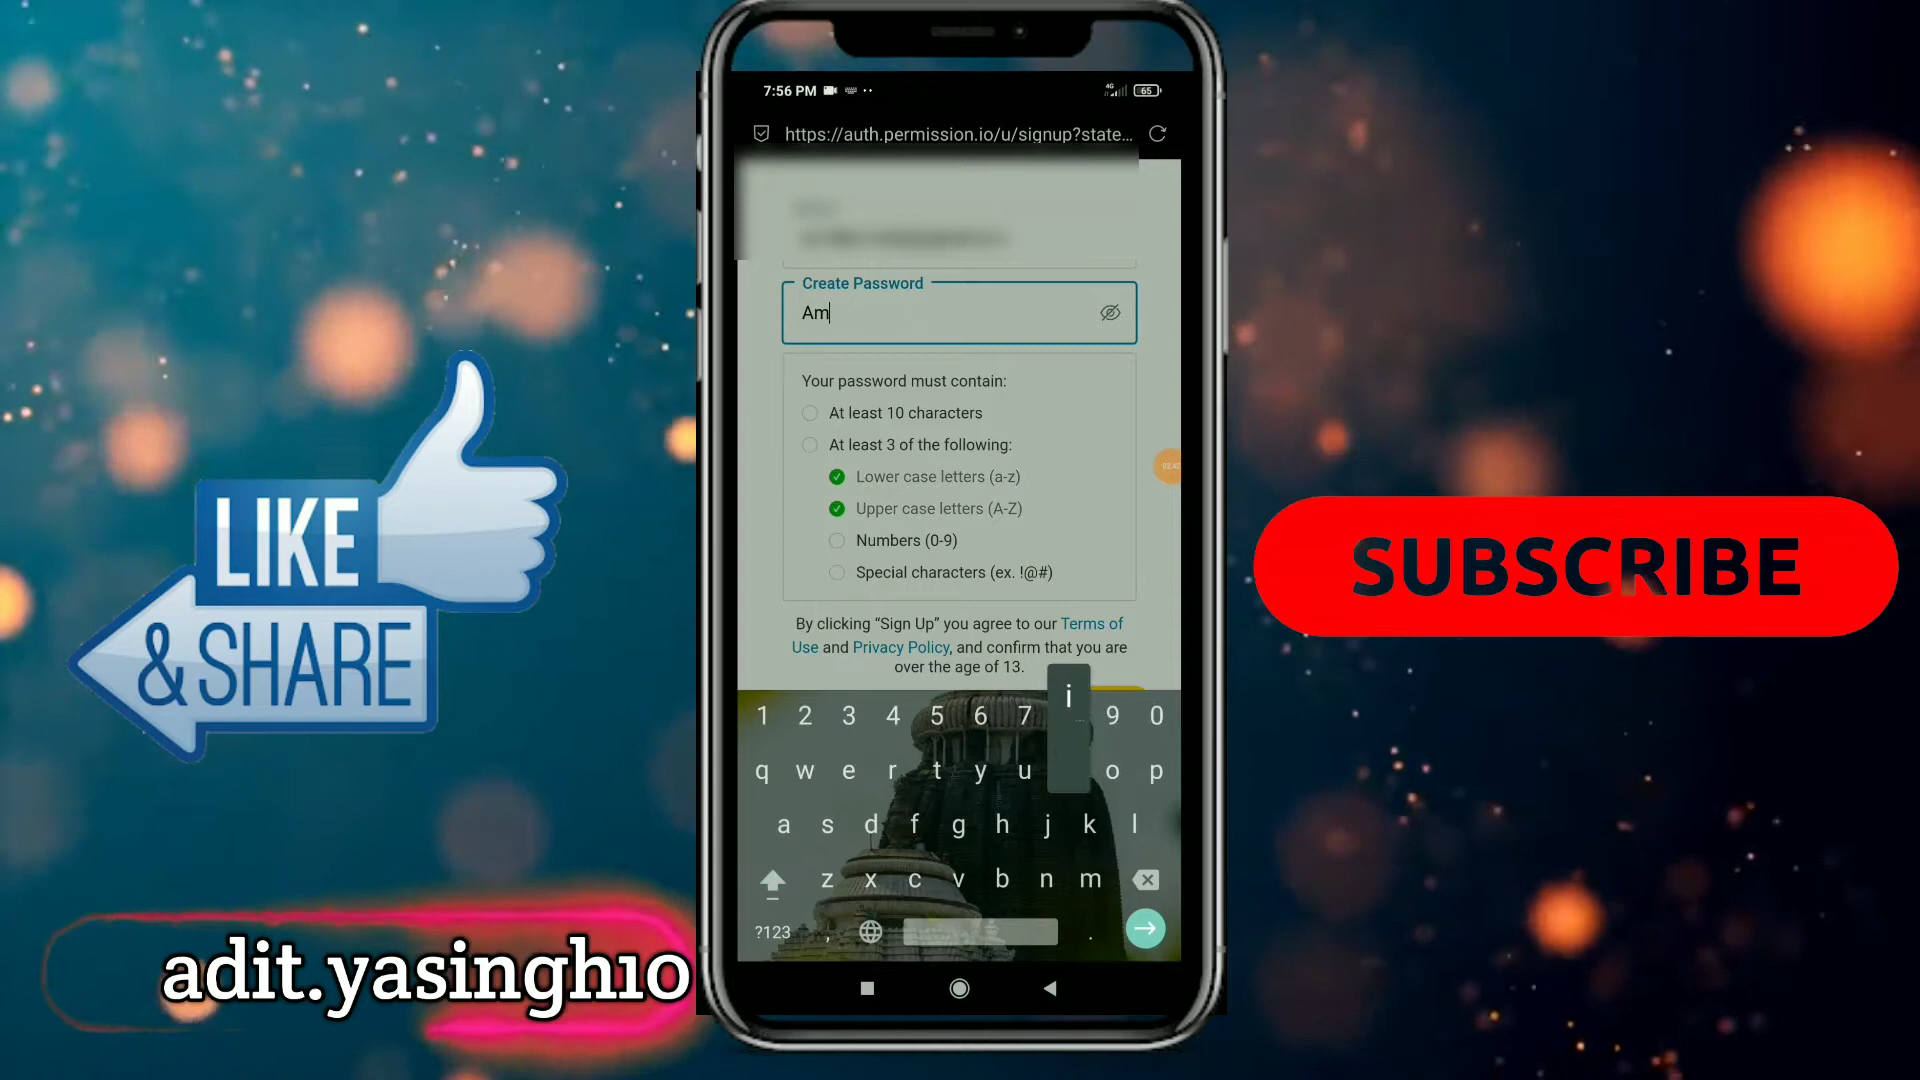 7:56 PM
4G
65
https://auth.permission.io/u/signup?state...
Create Password
Am
Your password must contain:
At least 10 characters
At least 3 of the following:
Lower case letters (a-z)
Upper case letters (A-Z)
Numbers (0-9)
Special characters (ex. !@#)
By clicking “Sign Up” you agree to our Terms of
Use and Privacy Policy, and confirm that you are
over the age of 13.
i
1 2 3 4 5 6 7 9 0
q w e r t y u o p
a s d f g h j k l
z x c v b n m
?123 , .
LIKE
& SHARE
SUBSCRIBE
adit.yasingh10